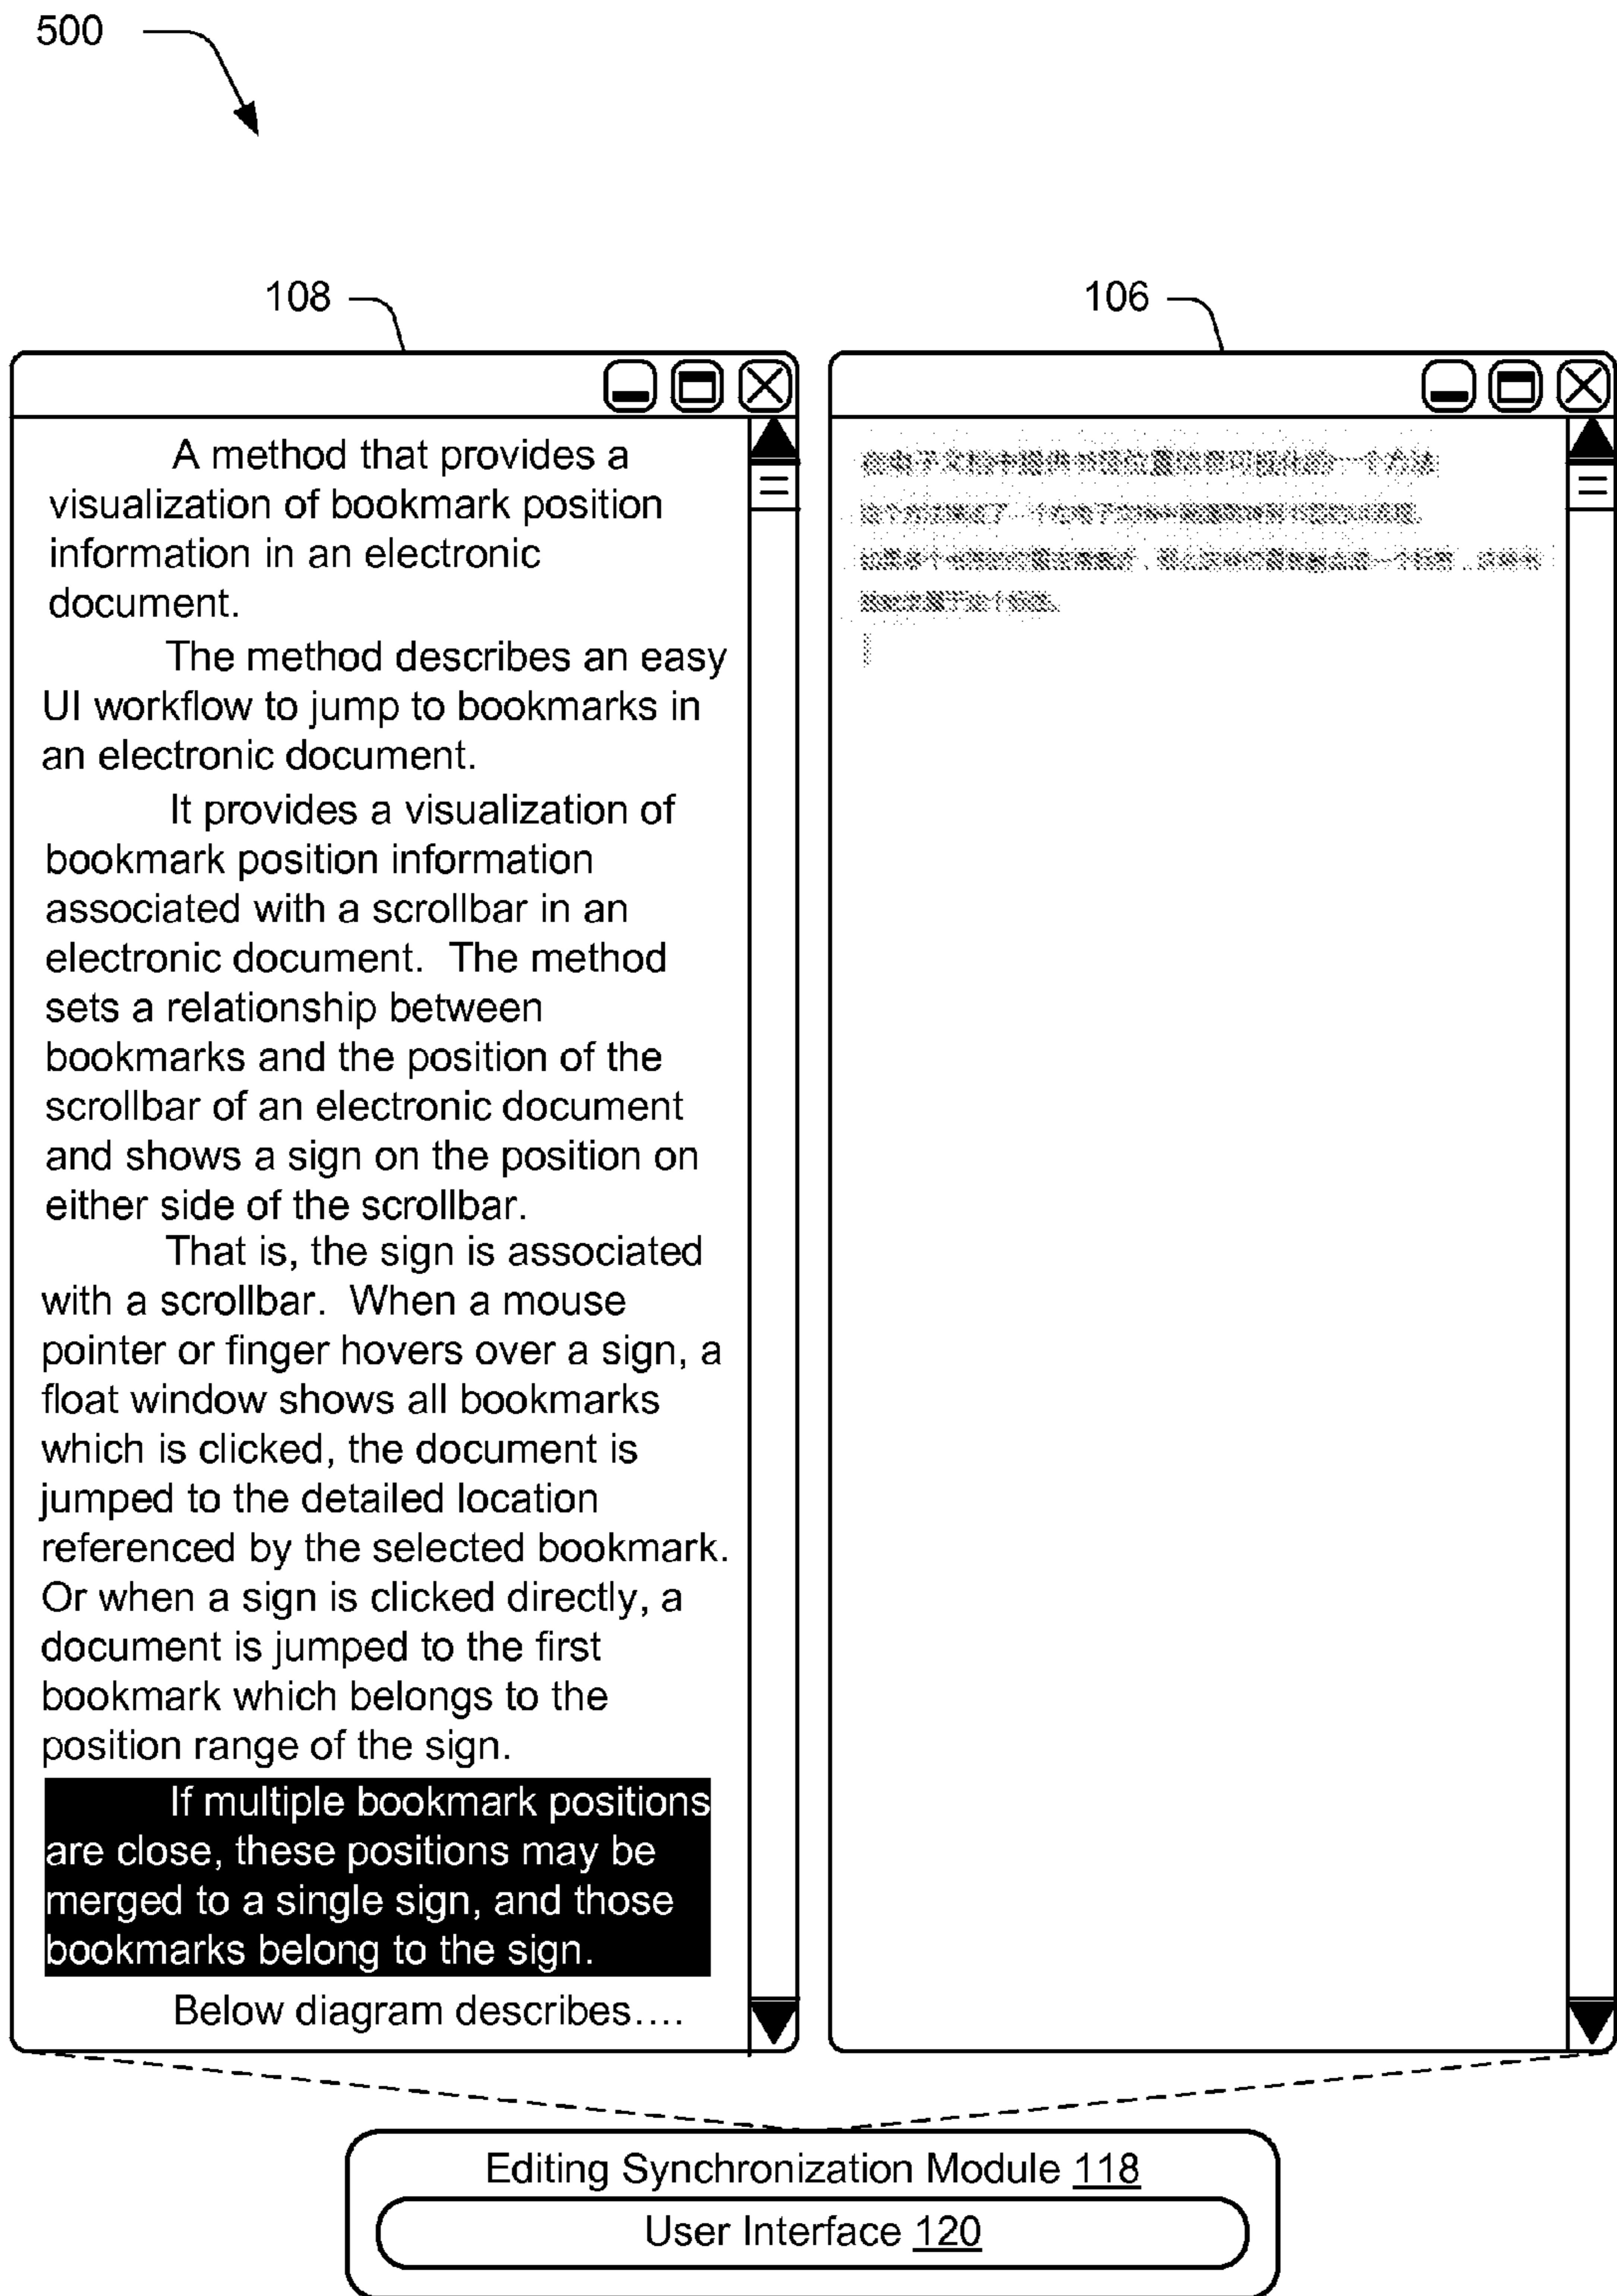 500
108
106
A method that provides a
visualization of bookmark position
information in an electronic
document.
The method describes an easy
UI workflow to jump to bookmarks in
an electronic document.
It provides a visualization of
bookmark position information
associated with a scrollbar in an
electronic document.  The method
sets a relationship between
bookmarks and the position of the
scrollbar of an electronic document
and shows a sign on the position on
either side of the scrollbar.
That is, the sign is associated
with a scrollbar.  When a mouse
pointer or finger hovers over a sign, a
float window shows all bookmarks
which is clicked, the document is
jumped to the detailed location
referenced by the selected bookmark.
Or when a sign is clicked directly, a
document is jumped to the first
bookmark which belongs to the
position range of the sign.
If multiple bookmark positions
are close, these positions may be
merged to a single sign, and those
bookmarks belong to the sign.
Below diagram describes....
Editing Synchronization Module 118
User Interface 120